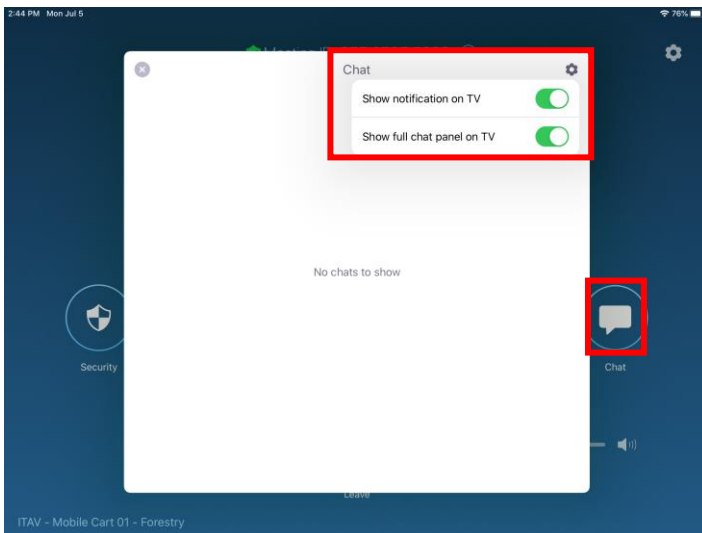 2:44 PM Mon Jul 5
76%
Chat
Show notification on TV
Show full chat panel on TV
No chats to show
Security
Chat
Leave
ITAV - Mobile Cart 01 - Forestry